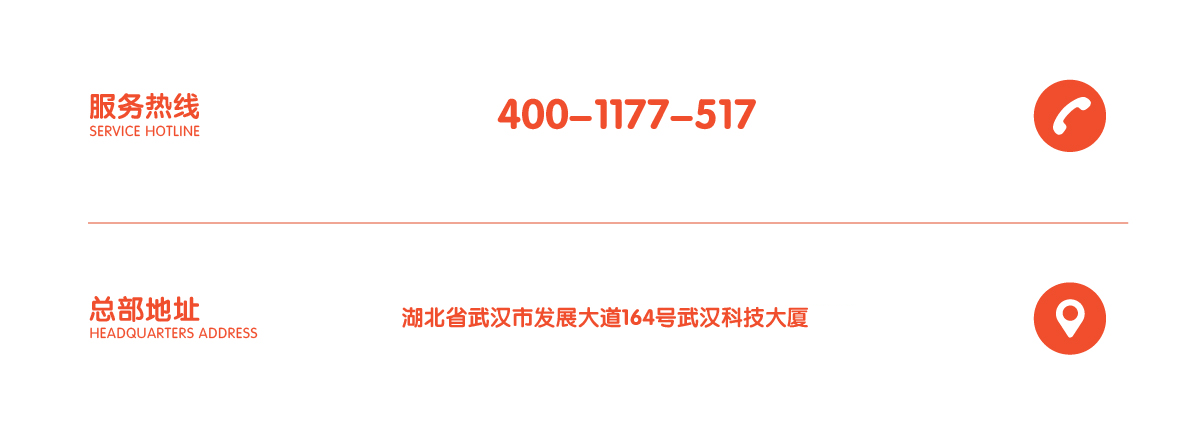 服务热线
SERVICE HOTLINE
400-1177-517
总部地址
HEADQUARTERS ADDRESS
湖北省武汉市发展大道164号武汉科技大厦